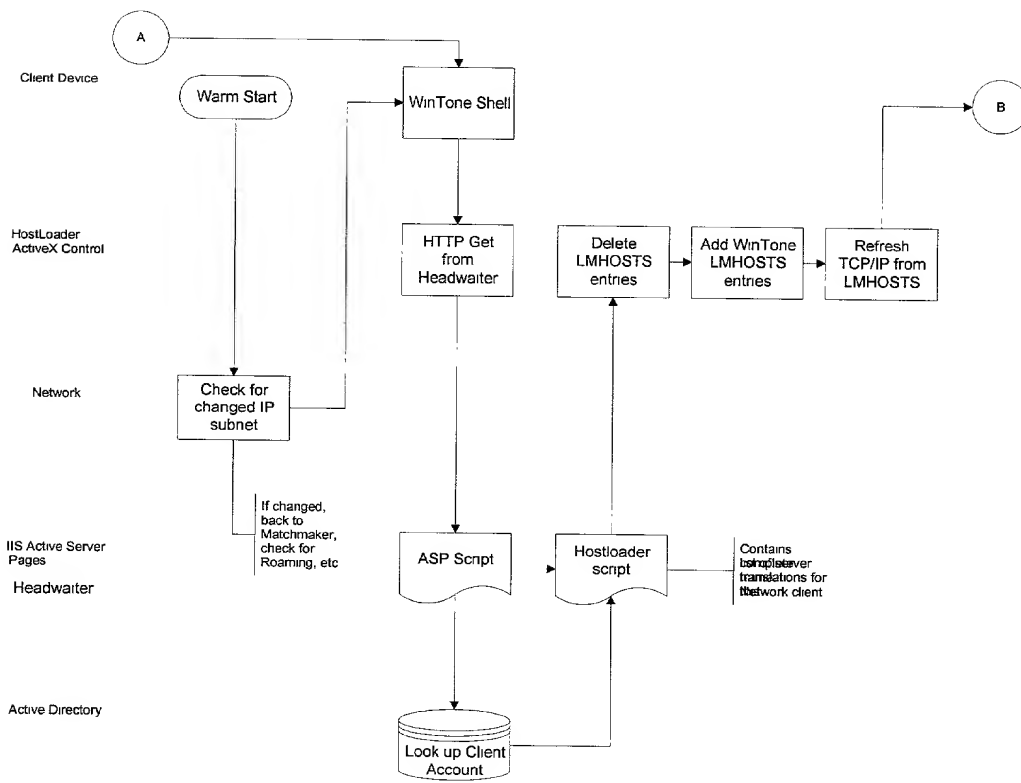 A
Client Device
Warm Start
WinTone Shell
B
HostLoader
ActiveX Control
HTTP Get
from
Headwaiter
Delete
LMHOSTS
entries
Add WinTone
LMHOSTS
entries
Refresh
TCP/IP from
LMHOSTS
Network
Check for
changed IP
subnet
If changed,
back to
Matchmaker,
check for
Roaming, etc
IIS Active Server
Pages
Headwaiter
ASP Script
Hostloader
script
Contains
translations for
network client
Active Directory
Look up Client
Account